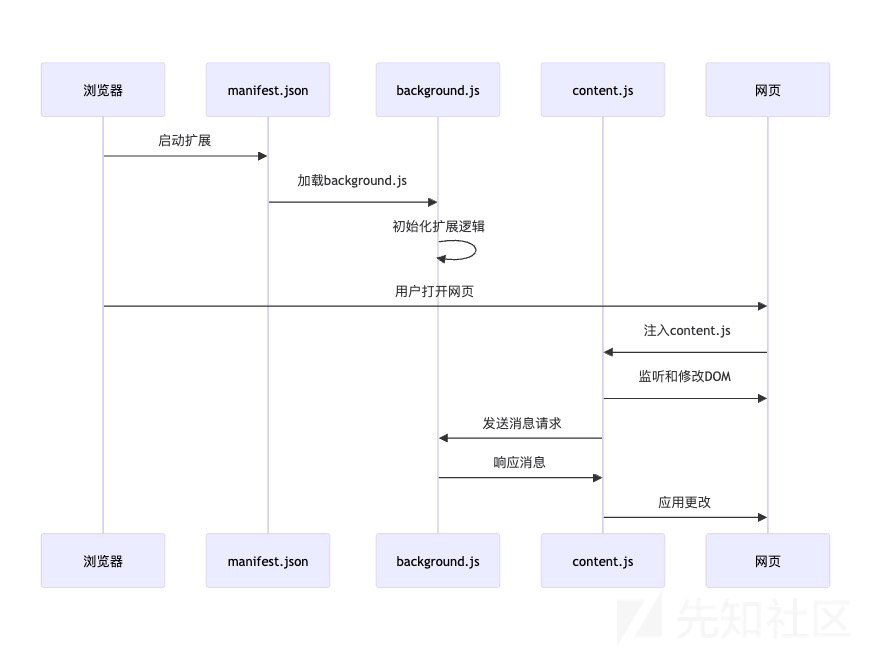 浏览器
manifest.json
background.js
content.js
网页
启动扩展
加载background.js
初始化扩展逻辑
用户打开网页
注入content.js
监听和修改DOM
发送消息请求
响应消息
应用更改
浏览器
manifest.json
background.js
content.js
网页
先知社区